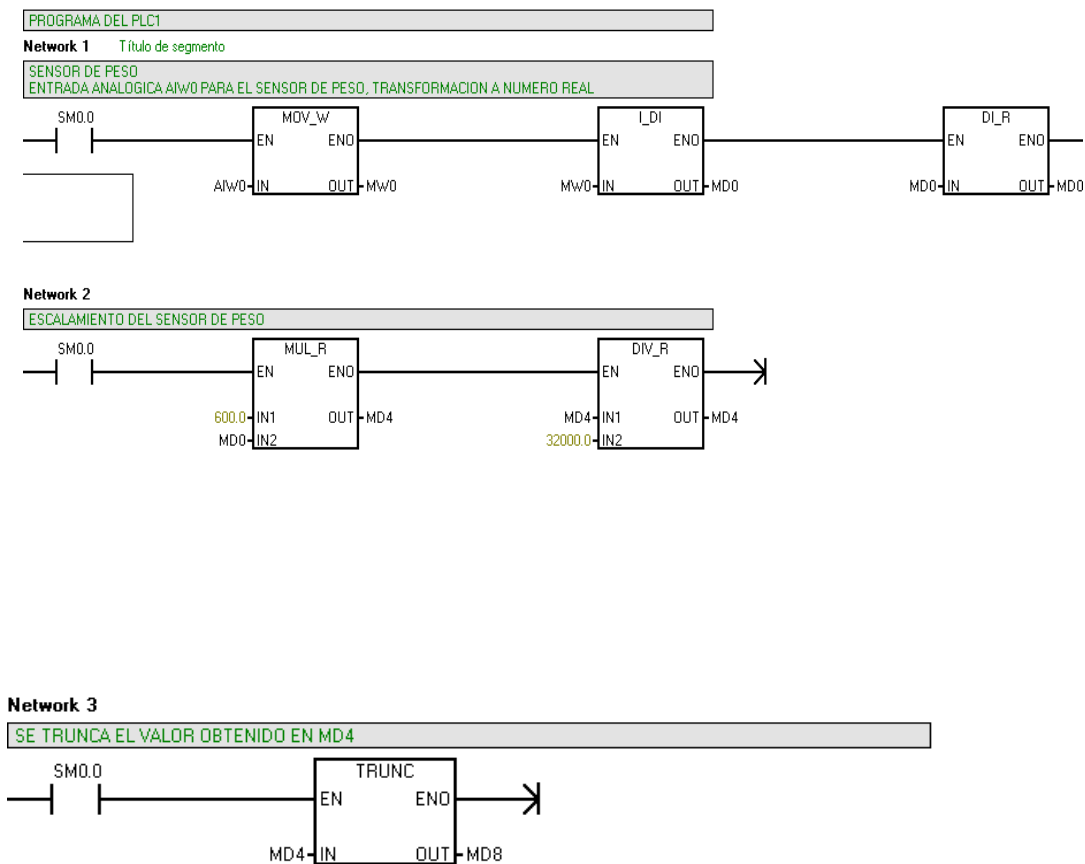 PROGRAMA DEL PLC1
Network 1 Título de segmento
SENSOR DE PESO
ENTRADA ANALOGICA AIW0 PARA EL SENSOR DE PESO, TRANSFORMACION A NUMERO REAL
SM0.0 MOV_W I_DI DI_R
EN ENO EN ENO EN ENO
AIW0 IN OUT MW0 MW0 IN OUT MD0 MD0 IN OUT MD0
Network 2
ESCALAMIENTO DEL SENSOR DE PESO
SM0.0 MUL_R DIV_R
EN ENO EN ENO
600.0 IN1 OUT MD4 MD4 IN1 OUT MD4
MD0 IN2 32000.0 IN2
Network 3
SE TRUNCA EL VALOR OBTENIDO EN MD4
SM0.0 TRUNC
EN ENO
MD4 IN OUT MD8